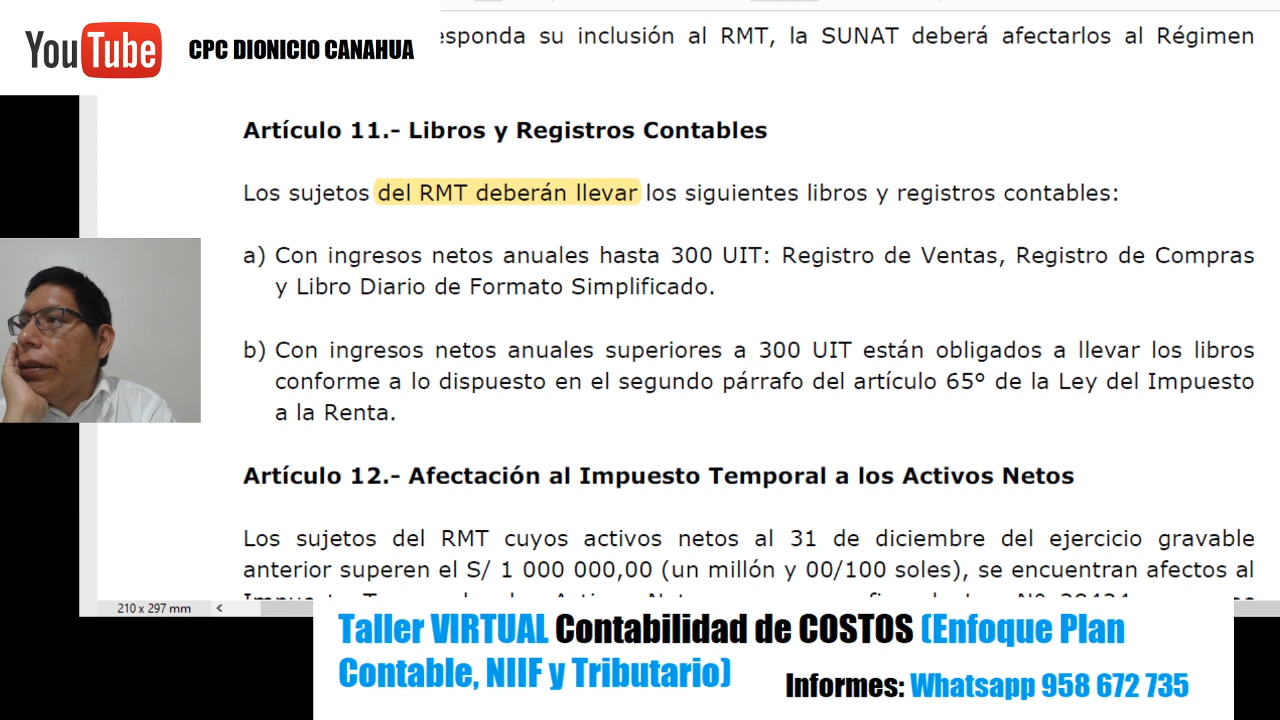 YouTube CPC DIONICIO CANAHUA
responda su inclusión al RMT, la SUNAT deberá afectarlos al Régimen
Artículo 11.- Libros y Registros Contables
Los sujetos del RMT deberán llevar los siguientes libros y registros contables:
a) Con ingresos netos anuales hasta 300 UIT: Registro de Ventas, Registro de Compras
y Libro Diario de Formato Simplificado.
b) Con ingresos netos anuales superiores a 300 UIT están obligados a llevar los libros
conforme a lo dispuesto en el segundo párrafo del artículo 65º de la Ley del Impuesto
a la Renta.
Artículo 12.- Afectación al Impuesto Temporal a los Activos Netos
Los sujetos del RMT cuyos activos netos al 31 de diciembre del ejercicio gravable
anterior superen el S/ 1 000 000,00 (un millón y 00/100 soles), se encuentran afectos al
210 x 297 mm
Taller VIRTUAL Contabilidad de COSTOS (Enfoque Plan
Contable, NIIF y Tributario)
Informes: Whatsapp 958 672 735